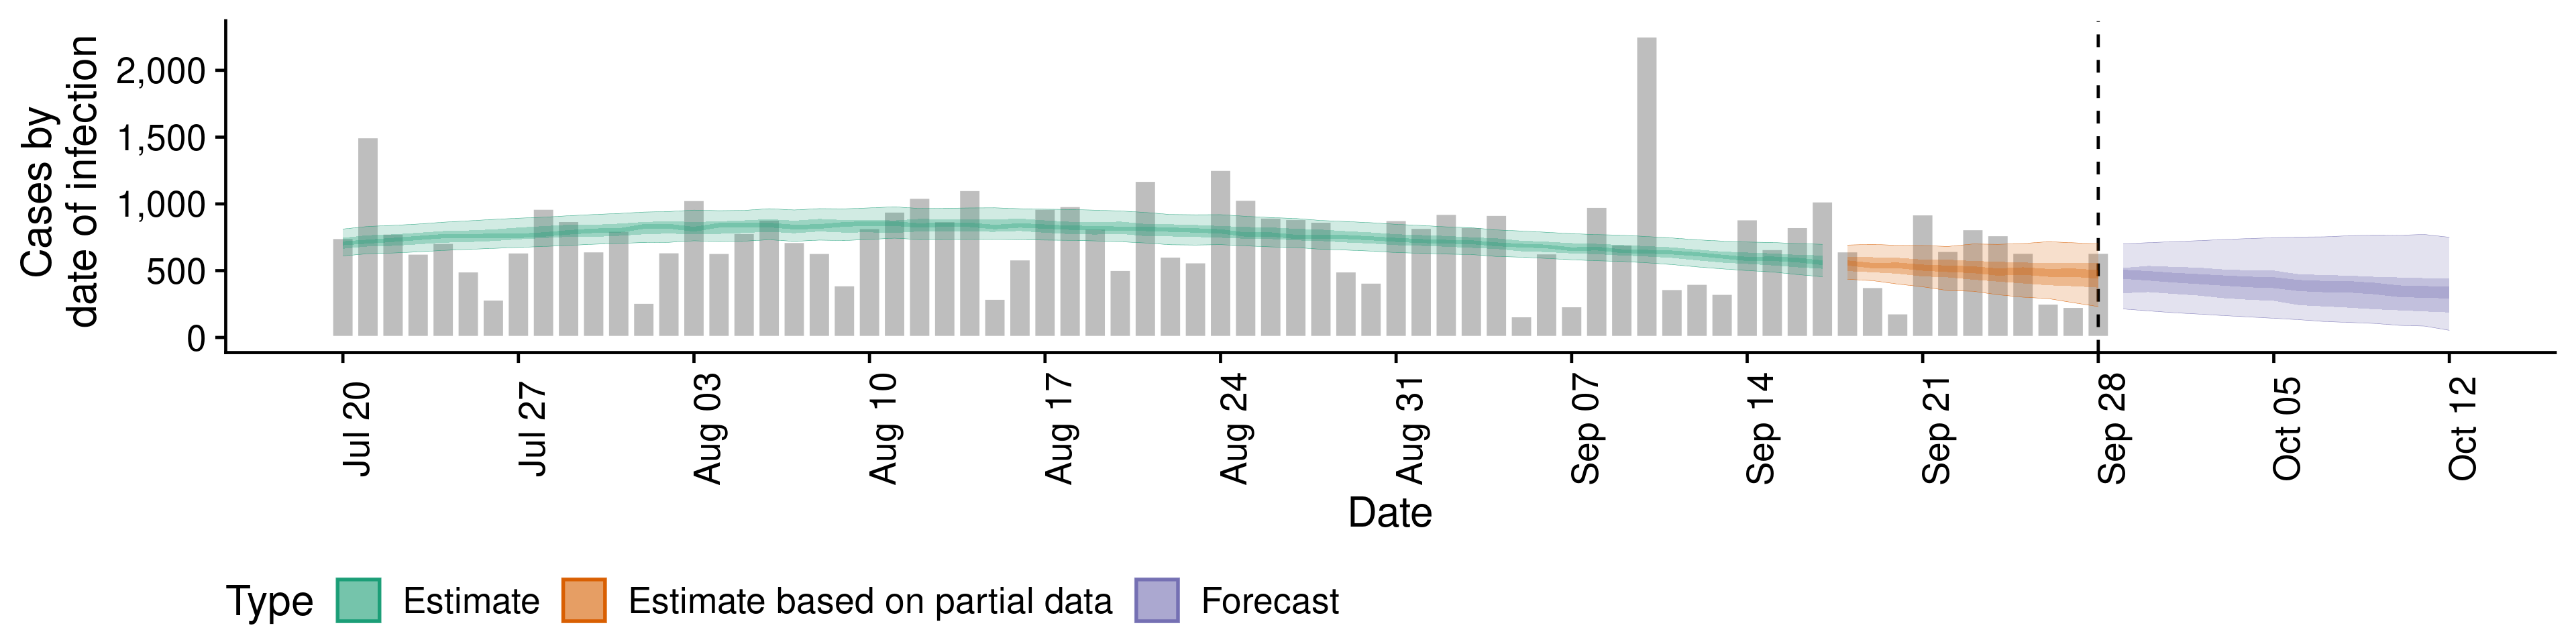 Cases by
date of infection
2,000
1,500
1,000
500
0
Jul 20
Jul 27
Aug 03
Aug 10
Aug 17
Aug 24
Aug 31
Sep 07
Sep 14
Sep 21
Sep 28
Oct 05
Oct 12
Date
Type Estimate Estimate based on partial data Forecast